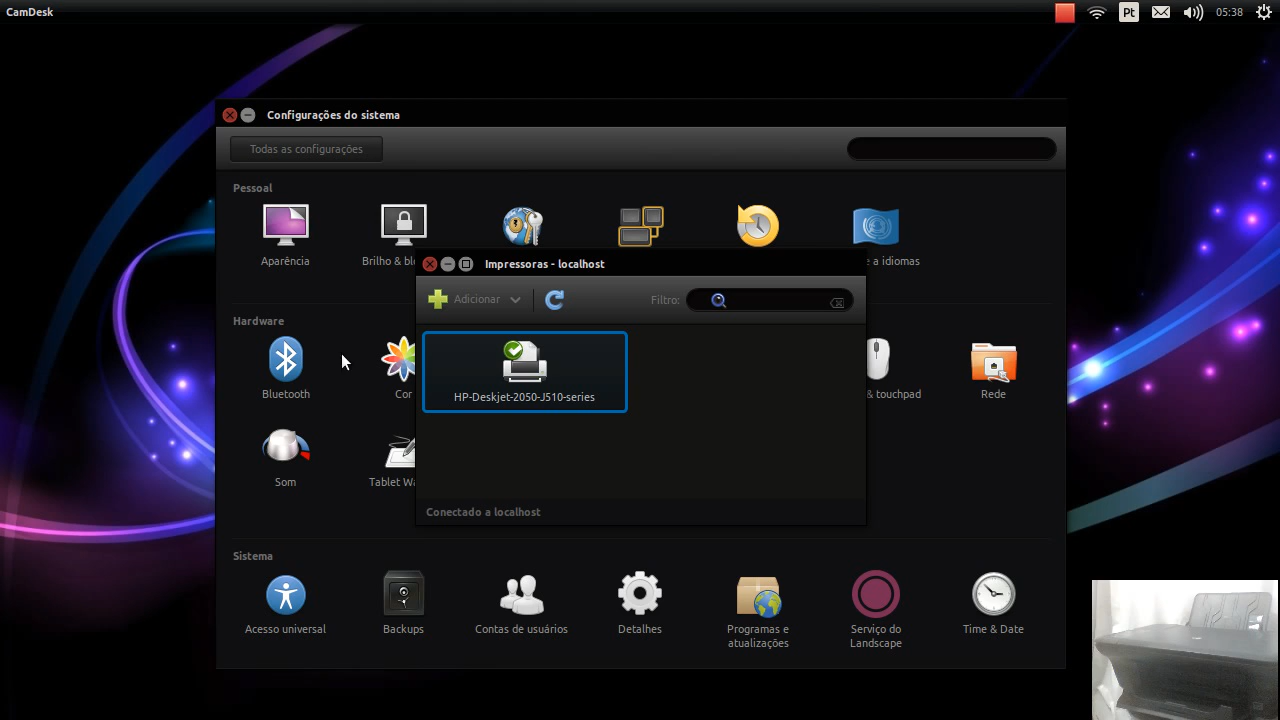 CamDesk
Pt
05:38
Configurações do sistema
Todas as configurações
Pessoal
Aparência
Brilho & blo
e a idiomas
Impressoras - localhost
Adicionar
Filtro:
HP-Deskjet-2050-J510-series
Conectado a localhost
Hardware
Bluetooth
Cor
& touchpad
Rede
Som
Tablet Wa
Sistema
Acesso universal
Backups
Contas de usuários
Detalhes
Programas e
atualizações
Serviço do
Landscape
Time & Date